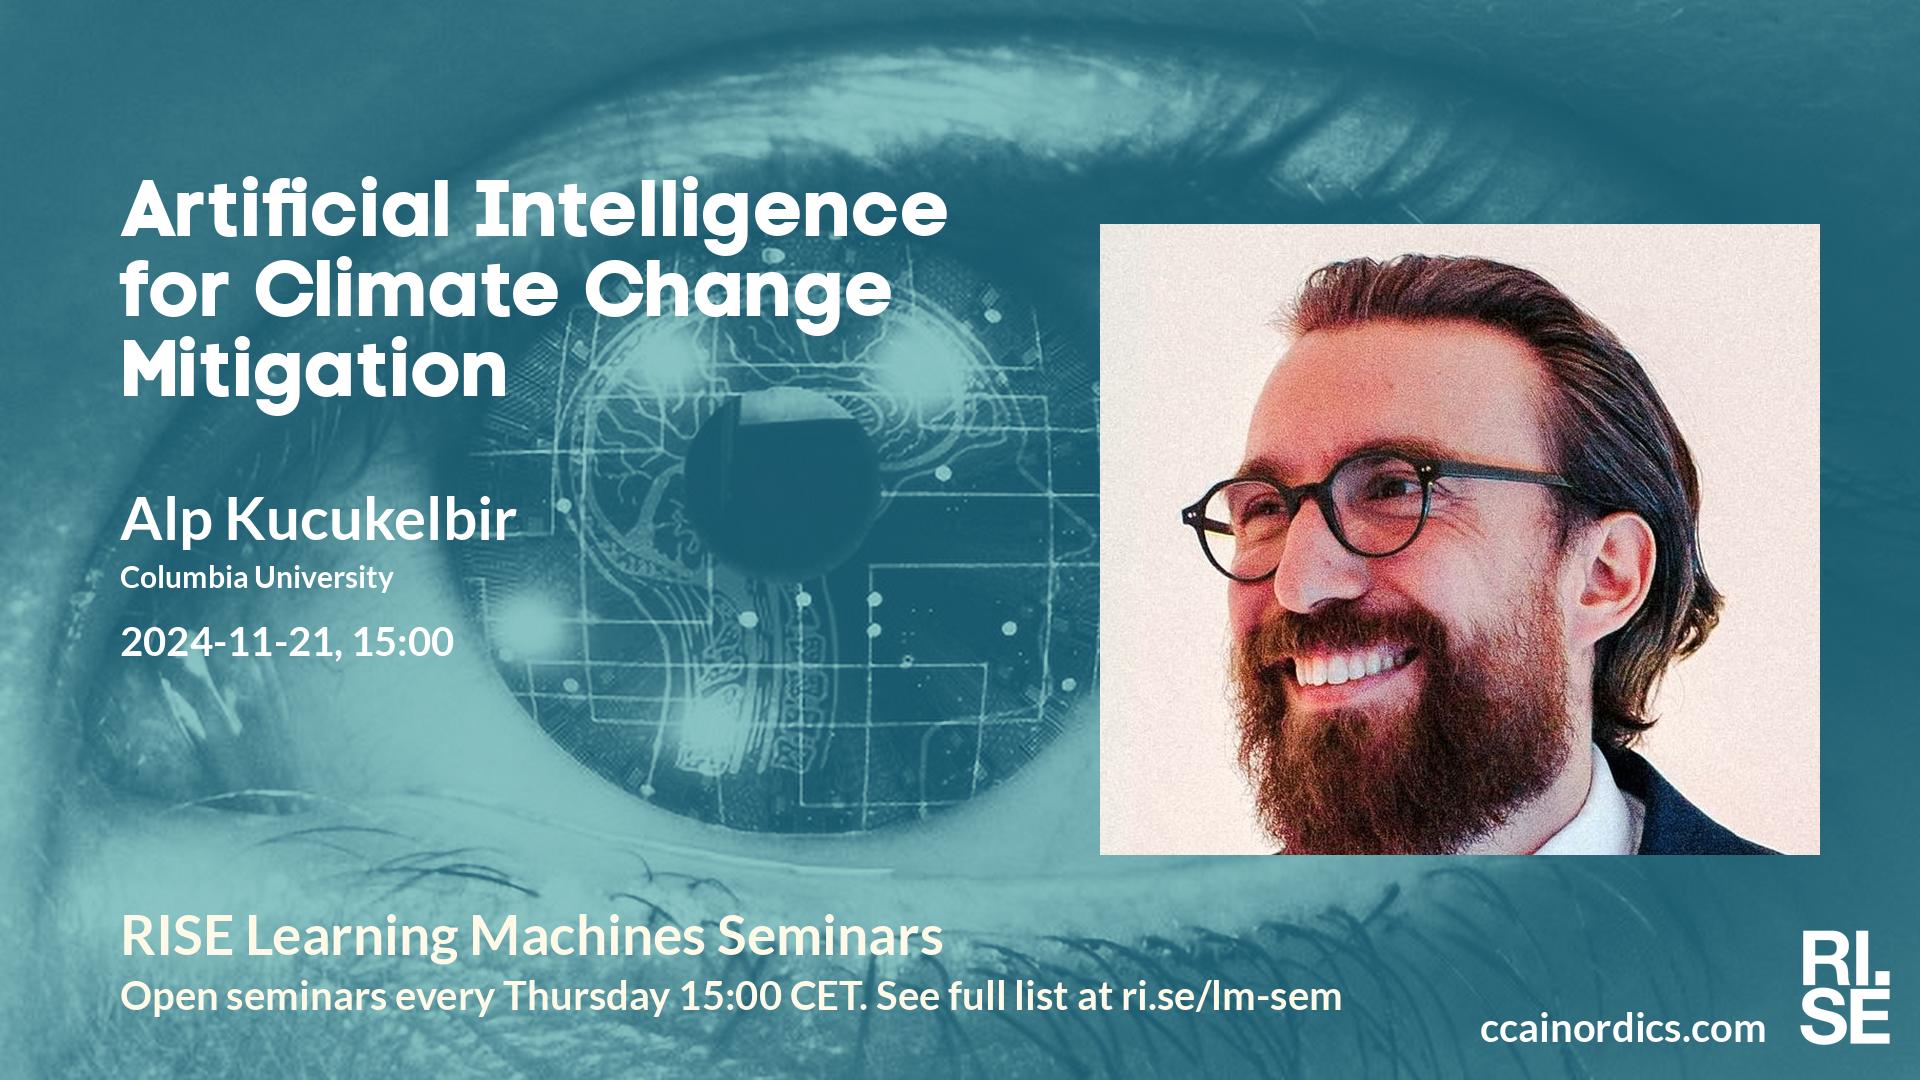 Artificial Intelligence
for Climate Change
Mitigation
Alp Kucukelbir
Columbia University
2024-11-21, 15:00
RISE Learning Machines Seminars
Open seminars every Thursday 15:00 CET. See full list at ri.se/lm-sem
ccainordics.com
RI.
SE